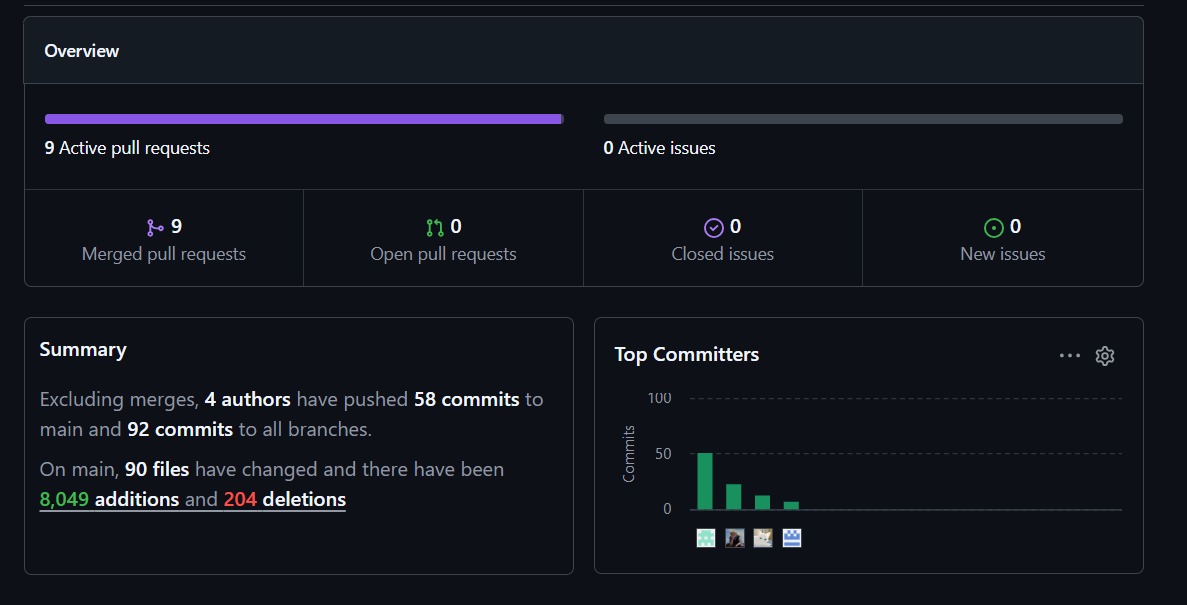 Overview
9 Active pull requests
0 Active issues
9
Merged pull requests
0
Open pull requests
0
Closed issues
0
New issues
Summary
Excluding merges, 4 authors have pushed 58 commits to
main and 92 commits to all branches.
On main, 90 files have changed and there have been
8,049 additions and 204 deletions
Top Committers
100
50
0
Commits